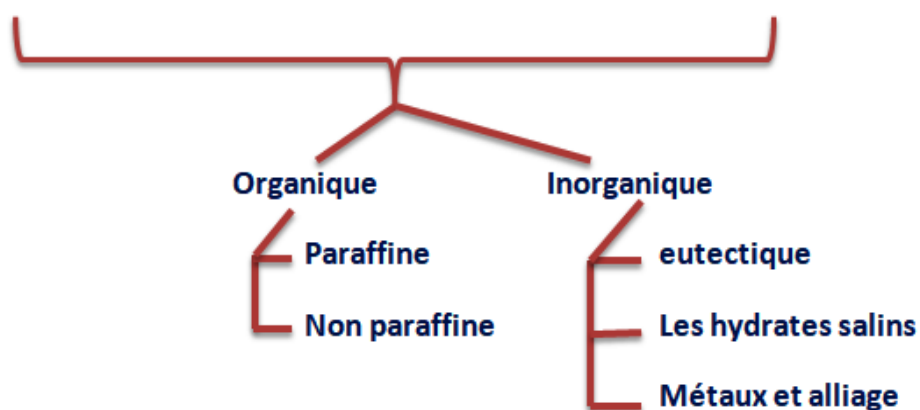 Organique
Inorganique
Paraffine
eutectique
Non paraffine
Les hydrates salins
Métaux et alliage